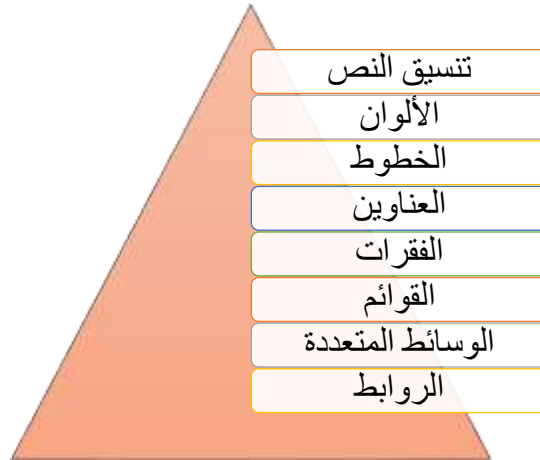 تنسيق النص
الألوان
الخطوط
العناوين
الفقرات
القوائم
الوسائط المتعددة
الروابط